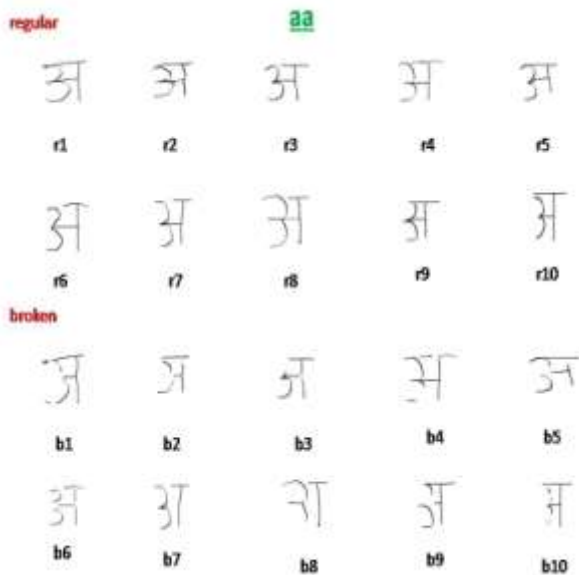 aa
regular
अ अ अ अ अ
r1 r2 r3 r4 r5
अ अ अ अ अ
r6 r7 r8 r9 r10
broken
अ अ अ अ अ
b1 b2 b3 b4 b5
अ अ अ अ अ
b6 b7 b8 b9 b10